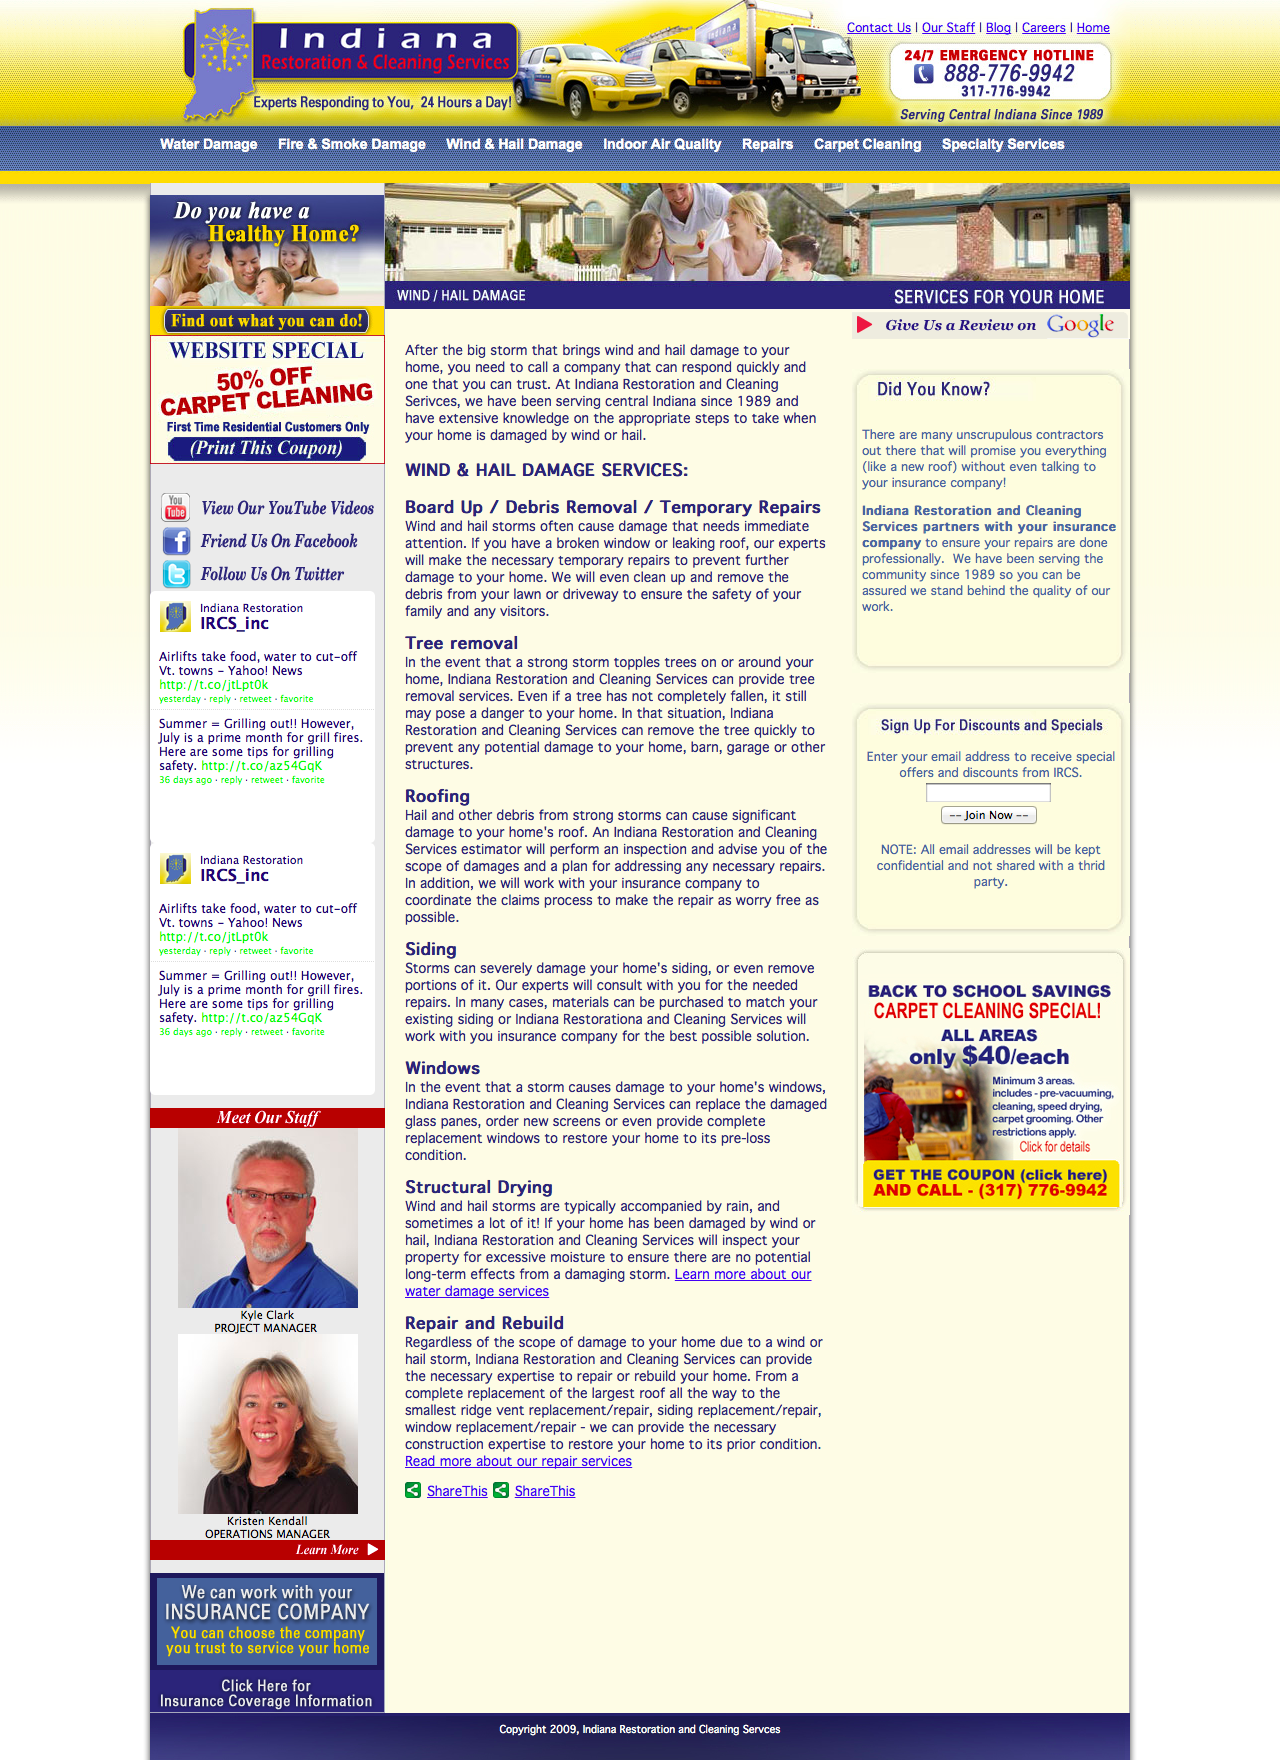 Indiana
Restoration & Cleaning Services
Experts Responding to You, 24 Hours a Day!
Contact Us | Our Staff | Blog | Careers | Home
24/7 EMERGENCY HOTLINE
888-776-9942
317-776-9942
Serving Central Indiana Since 1989
Water Damage Fire & Smoke Damage Wind & Hail Damage Indoor Air Quality Repairs Carpet Cleaning Specialty Services
Do you have a
Healthy Home?
Find out what you can do!
WEBSITE SPECIAL
50% OFF
CARPET CLEANING
First Time Residential Customers Only
(Print This Coupon)
You
Tube
View Our YouTube Videos
Friend Us On Facebook
Follow Us On Twitter
Indiana Restoration
IRCS_inc
Airlifts take food, water to cut-off
Vt. towns - Yahoo! News
http://t.co/jtLpt0k
yesterday · reply · retweet · favorite
Summer = Grilling out!! However,
July is a prime month for grill fires.
Here are some tips for grilling
safety. http://t.co/az54GqK
36 days ago · reply · retweet · favorite
Indiana Restoration
IRCS_inc
Airlifts take food, water to cut-off
Vt. towns - Yahoo! News
http://t.co/jtLpt0k
yesterday · reply · retweet · favorite
Summer = Grilling out!! However,
July is a prime month for grill fires.
Here are some tips for grilling
safety. http://t.co/az54GqK
36 days ago · reply · retweet · favorite
Meet Our Staff
Kyle Clark
PROJECT MANAGER
Kristen Kendall
OPERATIONS MANAGER
Learn More
We can work with your
INSURANCE COMPANY
You can choose the company
you trust to service your home
Click Here for
Insurance Coverage Information
WIND / HAIL DAMAGE
SERVICES FOR YOUR HOME
After the big storm that brings wind and hail damage to your
home, you need to call a company that can respond quickly and
one that you can trust. At Indiana Restoration and Cleaning
Serivcs, we have been serving central Indiana since 1989 and
have extensive knowledge on the appropriate steps to take when
your home is damaged by wind or hail.
WIND & HAIL DAMAGE SERVICES:
Board Up / Debris Removal / Temporary Repairs
Wind and hail storms often cause damage that needs immediate
attention. If you have a broken window or leaking roof, our experts
will make the necessary temporary repairs to prevent further
damage to your home. We will even clean up and remove the
debris from your lawn or driveway to ensure the safety of your
family and any visitors.
Tree removal
In the event that a strong storm topples trees on or around your
home, Indiana Restoration and Cleaning Services can provide tree
removal services. Even if a tree has not completely fallen, it still
may pose a danger to your home. In that situation, Indiana
Restoration and Cleaning Services can remove the tree quickly to
prevent any potential damage to your home, barn, garage or other
structures.
Roofing
Hail and other debris from strong storms can cause significant
damage to your home's roof. An Indiana Restoration and Cleaning
Services estimator will perform an inspection and advise you of the
scope of damages and a plan for addressing any necessary repairs.
In addition, we will work with your insurance company to
coordinate the claims process to make the repair as worry free as
possible.
Siding
Storms can severely damage your home's siding, or even remove
portions of it. Our experts will consult with you for the needed
repairs. In many cases, materials can be purchased to match your
existing siding or Indiana Restorationa and Cleaning Services will
work with you insurance company for the best possible solution.
Windows
In the event that a storm causes damage to your home's windows,
Indiana Restoration and Cleaning Services can replace the damaged
glass panes, order new screens or even provide complete
replacement windows to restore your home to its pre-loss
condition.
Structural Drying
Wind and hail storms are typically accompanied by rain, and
sometimes a lot of it! If your home has been damaged by wind or
hail, Indiana Restoration and Cleaning Services will inspect your
property for excessive moisture to ensure there are no potential
long-term effects from a damaging storm. Learn more about our
water damage services
Repair and Rebuild
Regardless of the scope of damage to your home due to a wind or
hail storm, Indiana Restoration and Cleaning Services can provide
the necessary expertise to repair or rebuild your home. From a
complete replacement of the largest roof all the way to the
smallest ridge vent replacement/repair, siding replacement/repair,
window replacement/repair - we can provide the necessary
construction expertise to restore your home to its prior condition.
Read more about our repair services
ShareThis ShareThis
Give Us a Review on Google
Did You Know?
There are many unscrupulous contractors
out there that will promise you everything
(like a new roof) without even talking to
your insurance company!
Indiana Restoration and Cleaning
Services partners with your insurance
company to ensure your repairs are done
professionally. We have been serving the
community since 1989 so you can be
assured we stand behind the quality of our
work.
Sign Up For Discounts and Specials
Enter your email address to receive special
offers and discounts from IRCS.
-- Join Now --
NOTE: All email addresses will be kept
confidential and not shared with a thrid
party.
BACK TO SCHOOL SAVINGS
CARPET CLEANING SPECIAL!
ALL AREAS
only $40/each
Minimum 3 areas.
includes - pre-vacuuming,
cleaning, speed drying,
carpet grooming. Other
restrictions apply.
Click for details
GET THE COUPON (click here)
AND CALL - (317) 776-9942
Copyright 2009, Indiana Restoration and Cleaning Servces